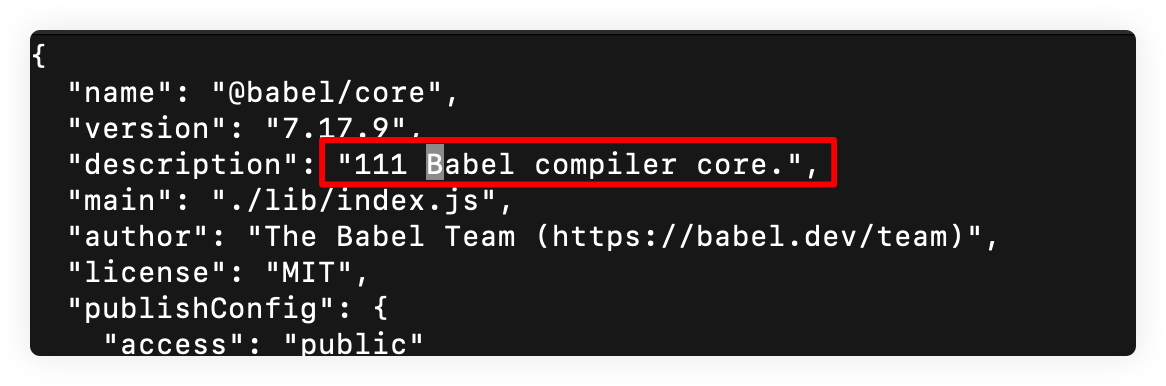 {
"name": "@babel/core",
"version": "7.17.9",
"description": "111 Babel compiler core.",
"main": "./lib/index.js",
"author": "The Babel Team (https://babel.dev/team)",
"license": "MIT",
"publishConfig": {
"access": "public"